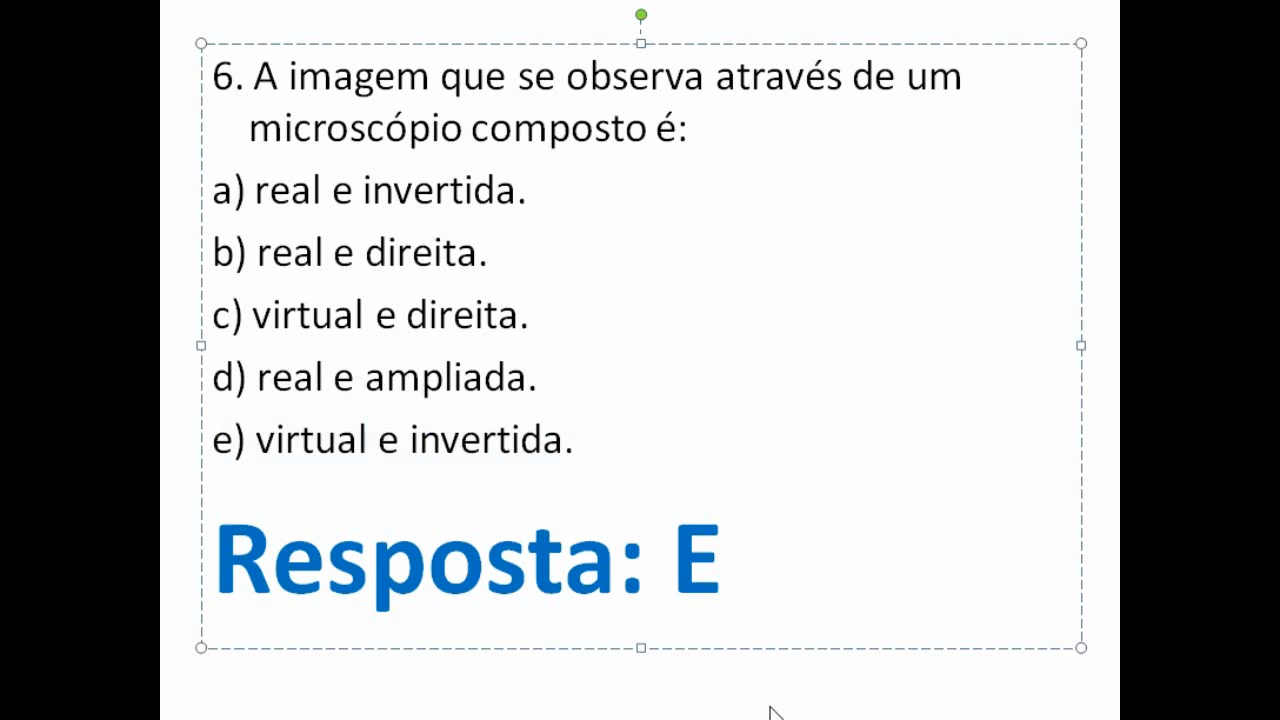 6. A imagem que se observa através de um
microscópio composto é:
a) real e invertida.
b) real e direita.
c) virtual e direita.
d) real e ampliada.
e) virtual e invertida.
Resposta: E